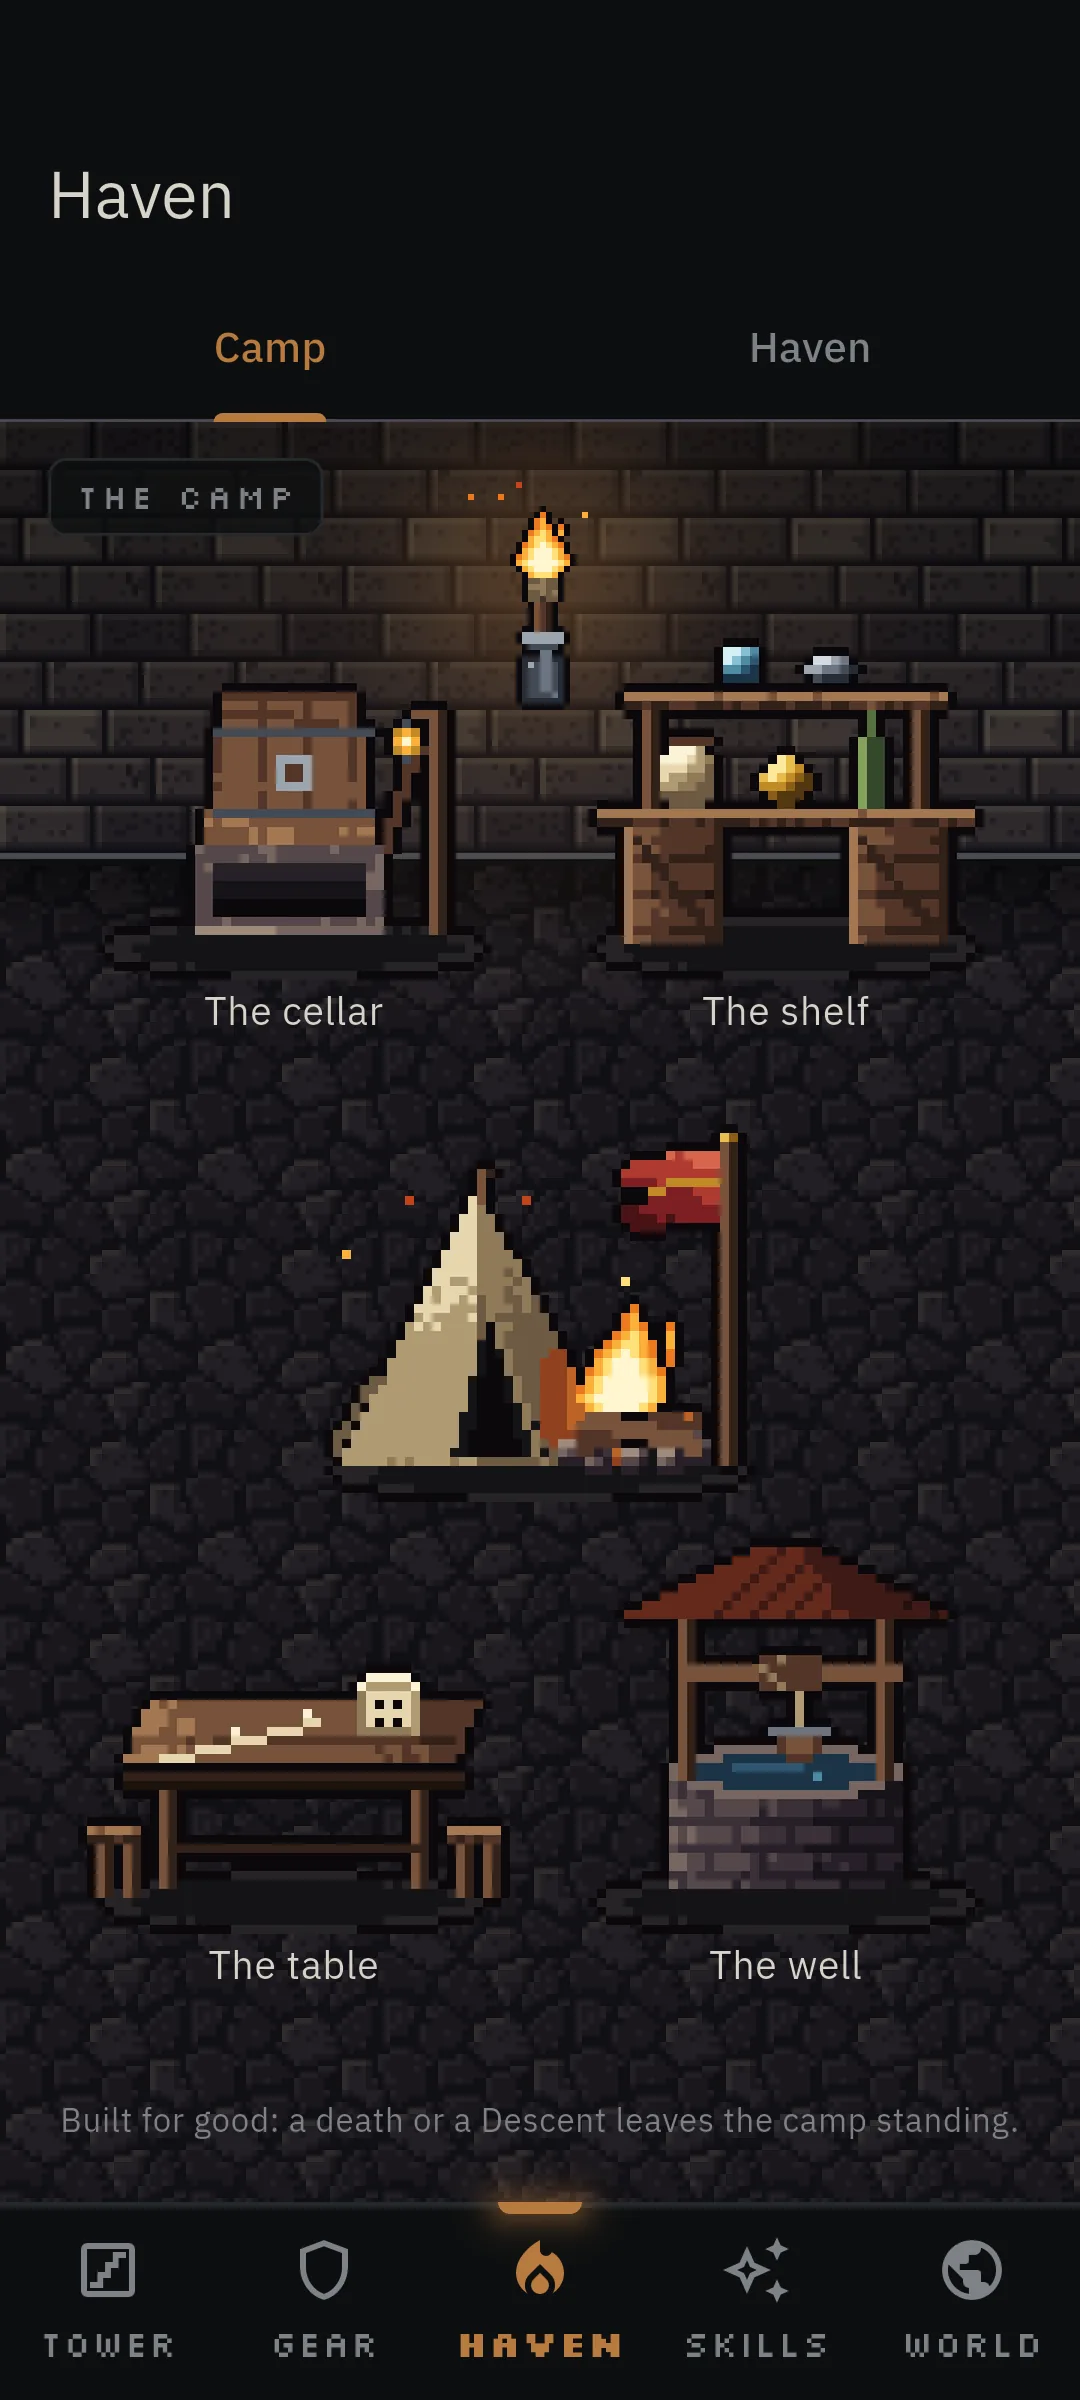 Haven
Camp
Haven
THE CAMP
The cellar
The shelf
The table
The well
Built for good: a death or a Descent leaves the camp standing.
TOWER
GEAR
HAVEN
SKILLS
WORLD